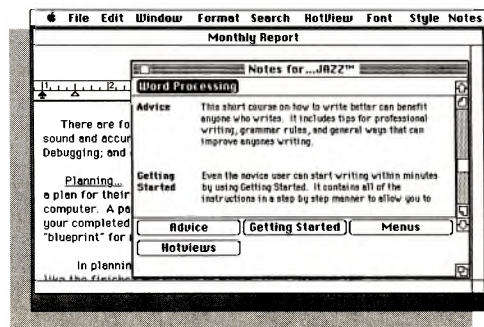 File Edit Window Format Search HotView Font Style Notes
Monthly Report
Notes for...JAZZ™
|1. |2.
Word Processing
Advice This short course on how to write better can benefit
anyone who writes. It includes tips for professional
writing, grammar rules, and general ways that can
improve anyones writing.
Getting Started Even the novice user can start writing within minutes
by using Getting Started. It contains all of the
instructions in a step by step manner to allow you to
Advice Getting Started Menus
Hotviews
There are fo
sound and accur
Debugging; and
Planning...
a plan for their
computer. A pa
your completed
"blueprint" for
In plannin
like the finishe